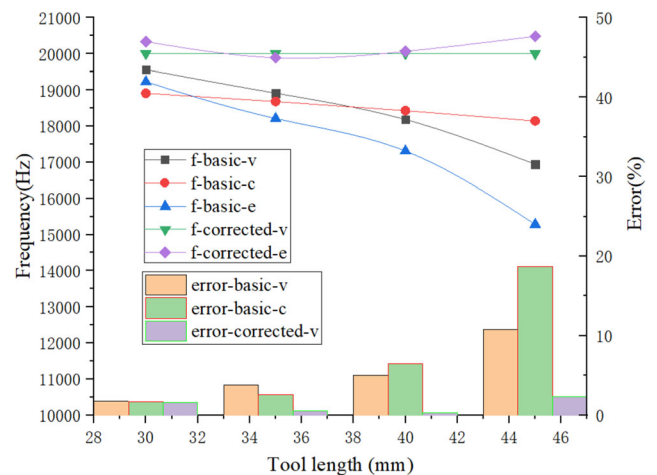 21000
20000
19000
18000
17000
16000
15000
14000
13000
12000
11000
10000
Frequency(Hz)
50
40
30
20
10
0
Error(%)
f-basic-v
f-basic-c
f-basic-e
f-corrected-v
f-corrected-e
error-basic-v
error-basic-c
error-corrected-v
28 30 32 34 36 38 40 42 44 46
Tool length (mm)